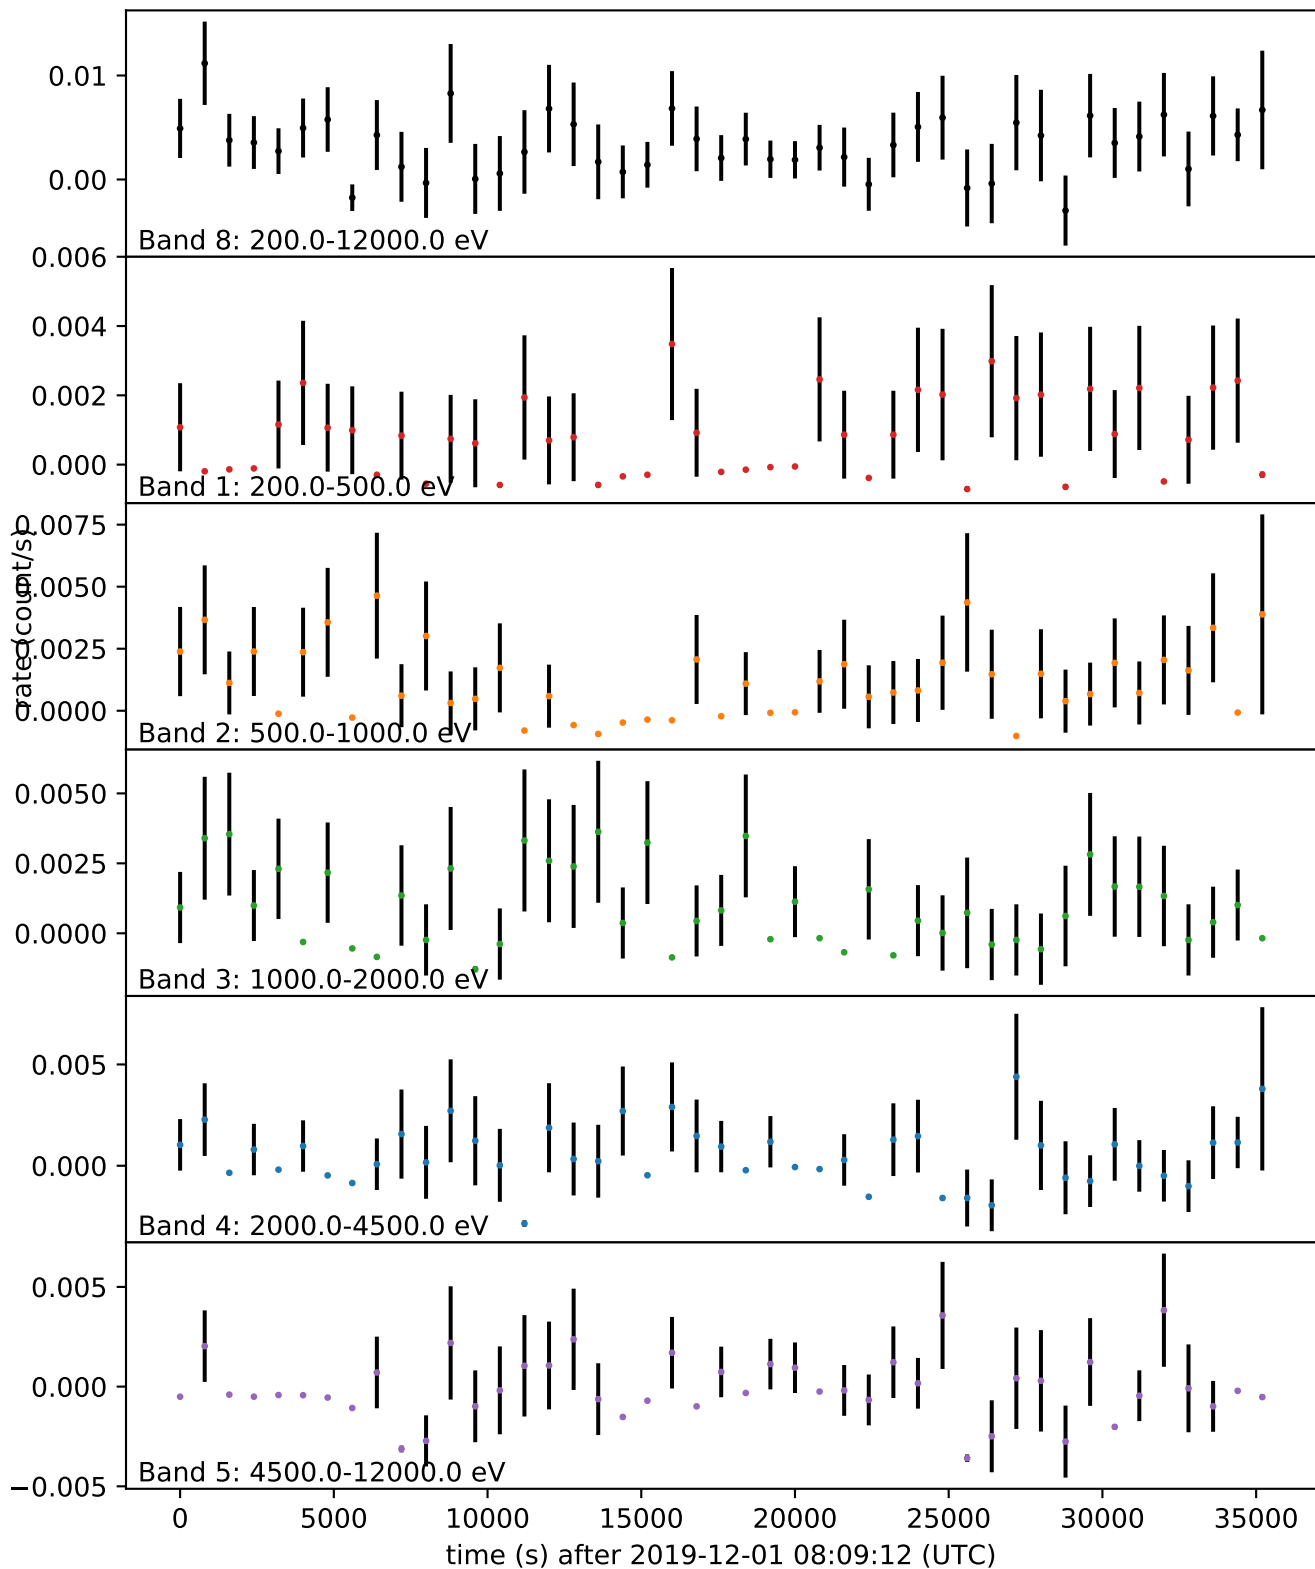 0.01
0.00
Band 8: 200.0-12000.0 eV
0.006
0.004
0.002
0.000
Band 1: 200.0-500.0 eV
rate (count/s)
0.0075
0.0050
0.0025
0.0000
Band 2: 500.0-1000.0 eV
0.0050
0.0025
0.0000
Band 3: 1000.0-2000.0 eV
0.005
0.000
Band 4: 2000.0-4500.0 eV
0.005
0.000
−0.005
Band 5: 4500.0-12000.0 eV
0 5000 10000 15000 20000 25000 30000 35000
time (s) after 2019-12-01 08:09:12 (UTC)